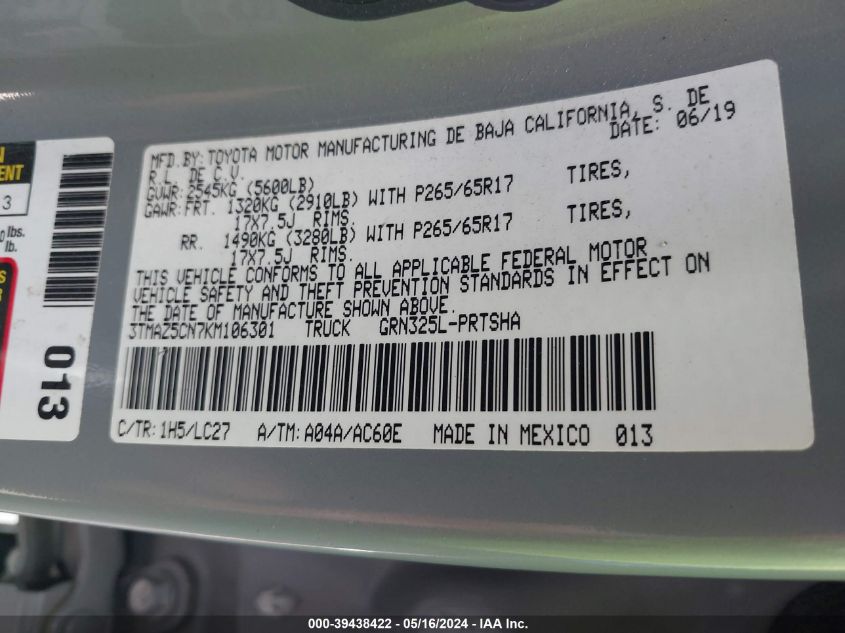 MFD.BY:TOYOTA MOTOR MANUFACTURING DE BAJA CALIFORNIA, S. DE
R.L. DE C.V. DATE: 06/19
GVWR:2545KG (5600LB)
GAWR:FRT. 1320KG (2910LB) WITH P265/65R17 TIRES,
17X7.5J RIMS.
RR. 1490KG (3280LB) WITH P265/65R17 TIRES,
17X7.5J RIMS.
THIS VEHICLE CONFORMS TO ALL APPLICABLE FEDERAL MOTOR
VEHICLE SAFETY AND THEFT PREVENTION STANDARDS IN EFFECT ON
THE DATE OF MANUFACTURE SHOWN ABOVE.
3TMAZ5CN7KM106301 TRUCK GRN325L-PRTSHA
C/TR:1H5/LC27 A/TM:A04A/AC60E MADE IN MEXICO 013
3
lbs.
lb.
013
000-39438422 - 05/16/2024 - IAA Inc.